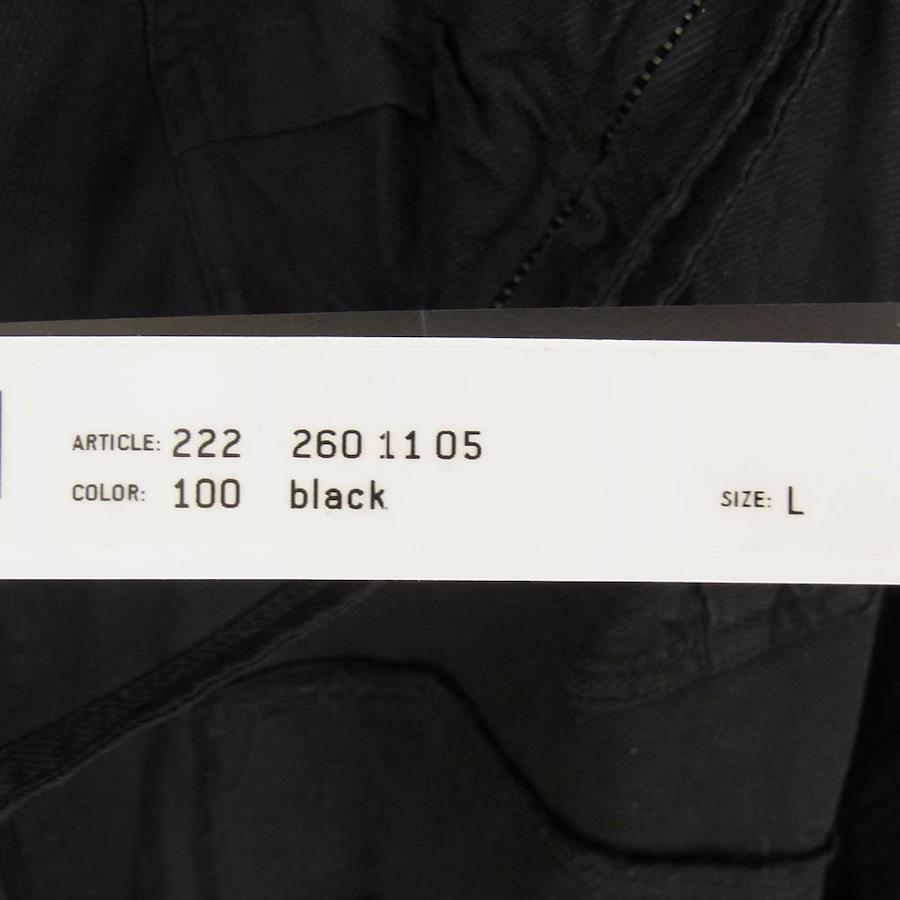 ARTICLE: 222 260 11 05
COLOR: 100 black
SIZE: L